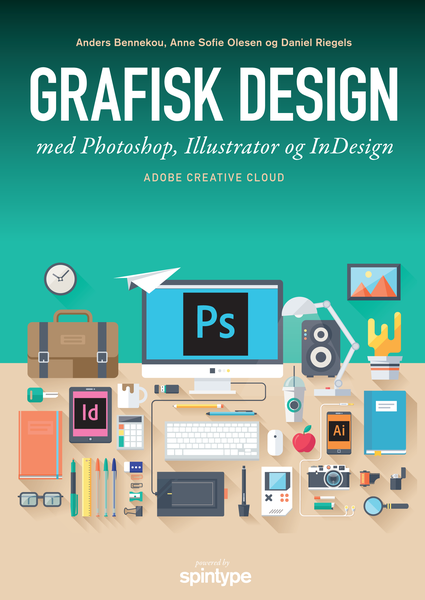 Anders Bennekou, Anne Sofie Olesen og Daniel Riegels
GRAFISK DESIGN
med Photoshop, Illustrator og InDesign
ADOBE CREATIVE CLOUD
Ps
Id
Ai
powered by
spintype